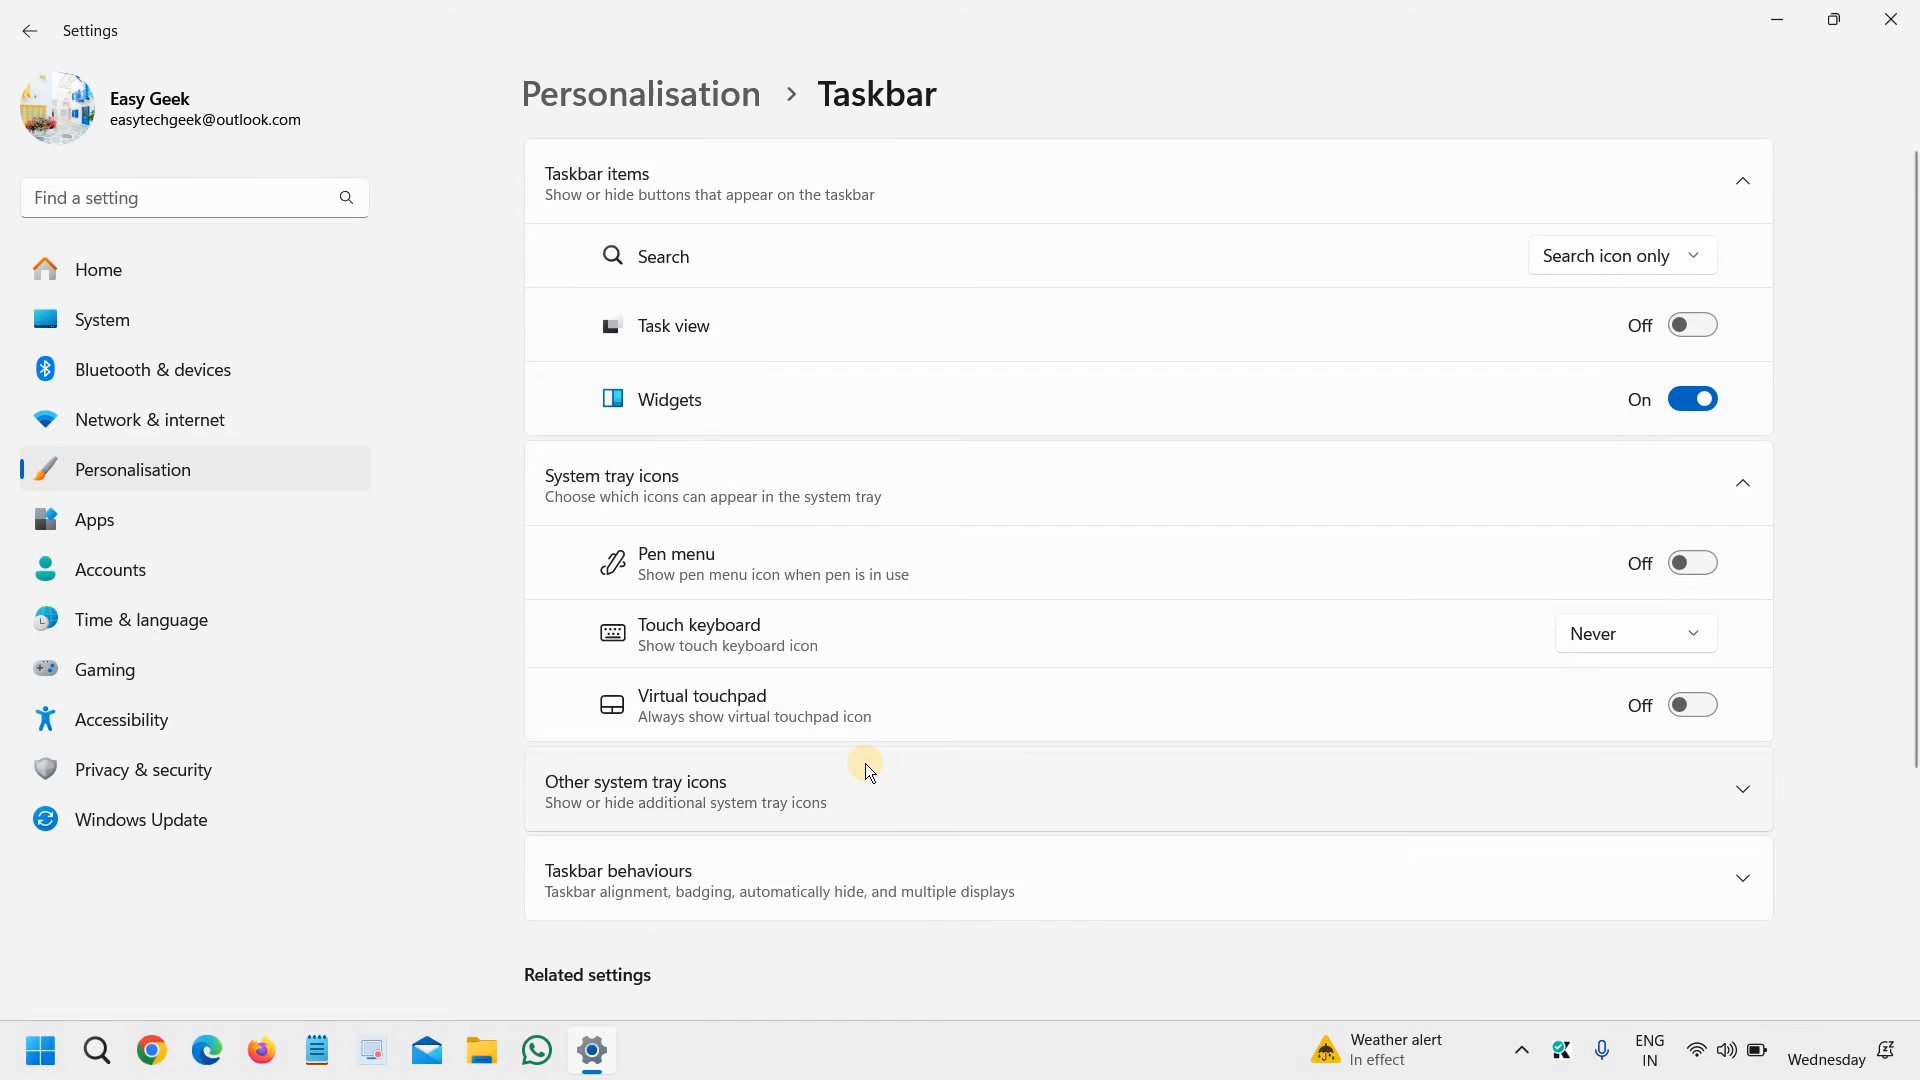 Settings
Easy Geek
easytechgeek@outlook.com
Find a setting
Home
System
Bluetooth & devices
Network & internet
Personalisation
Apps
Accounts
Time & language
Gaming
Accessibility
Privacy & security
Windows Update
Personalisation > Taskbar
Taskbar items
Show or hide buttons that appear on the taskbar
Search
Search icon only
Task view
Off
Widgets
On
System tray icons
Choose which icons can appear in the system tray
Pen menu
Show pen menu icon when pen is in use
Off
Touch keyboard
Show touch keyboard icon
Never
Virtual touchpad
Always show virtual touchpad icon
Off
Other system tray icons
Show or hide additional system tray icons
Taskbar behaviours
Taskbar alignment, badging, automatically hide, and multiple displays
Related settings
Weather alert
In effect
ENG
IN
Wednesday